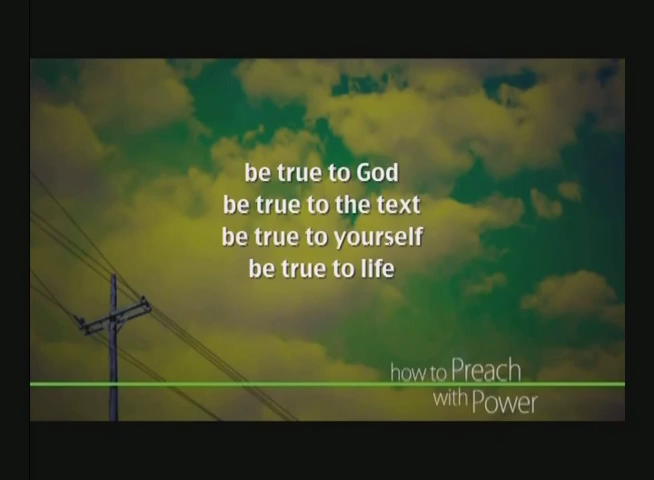 be true to God
be true to the text
be true to yourself
be true to life
how to Preach
with Power